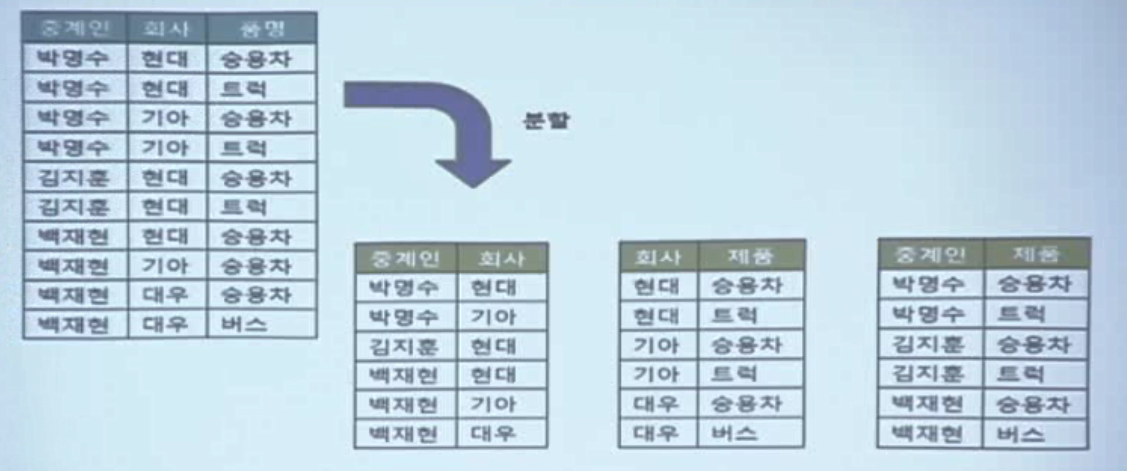 중계인 회사 품명
박명수 현대 승용차
박명수 현대 트럭
박명수 기아 승용차
박명수 기아 트럭
김지훈 현대 승용차
김지훈 현대 트럭
백재현 현대 승용차
백재현 기아 승용차
백재현 대우 승용차
백재현 대우 버스
분할
중계인 회사
박명수 현대
박명수 기아
김지훈 현대
백재현 현대
백재현 기아
백재현 대우
회사 제품
현대 승용차
현대 트럭
기아 승용차
기아 트럭
대우 승용차
대우 버스
중계인 제품
박명수 승용차
박명수 트럭
김지훈 승용차
김지훈 트럭
백재현 승용차
백재현 버스